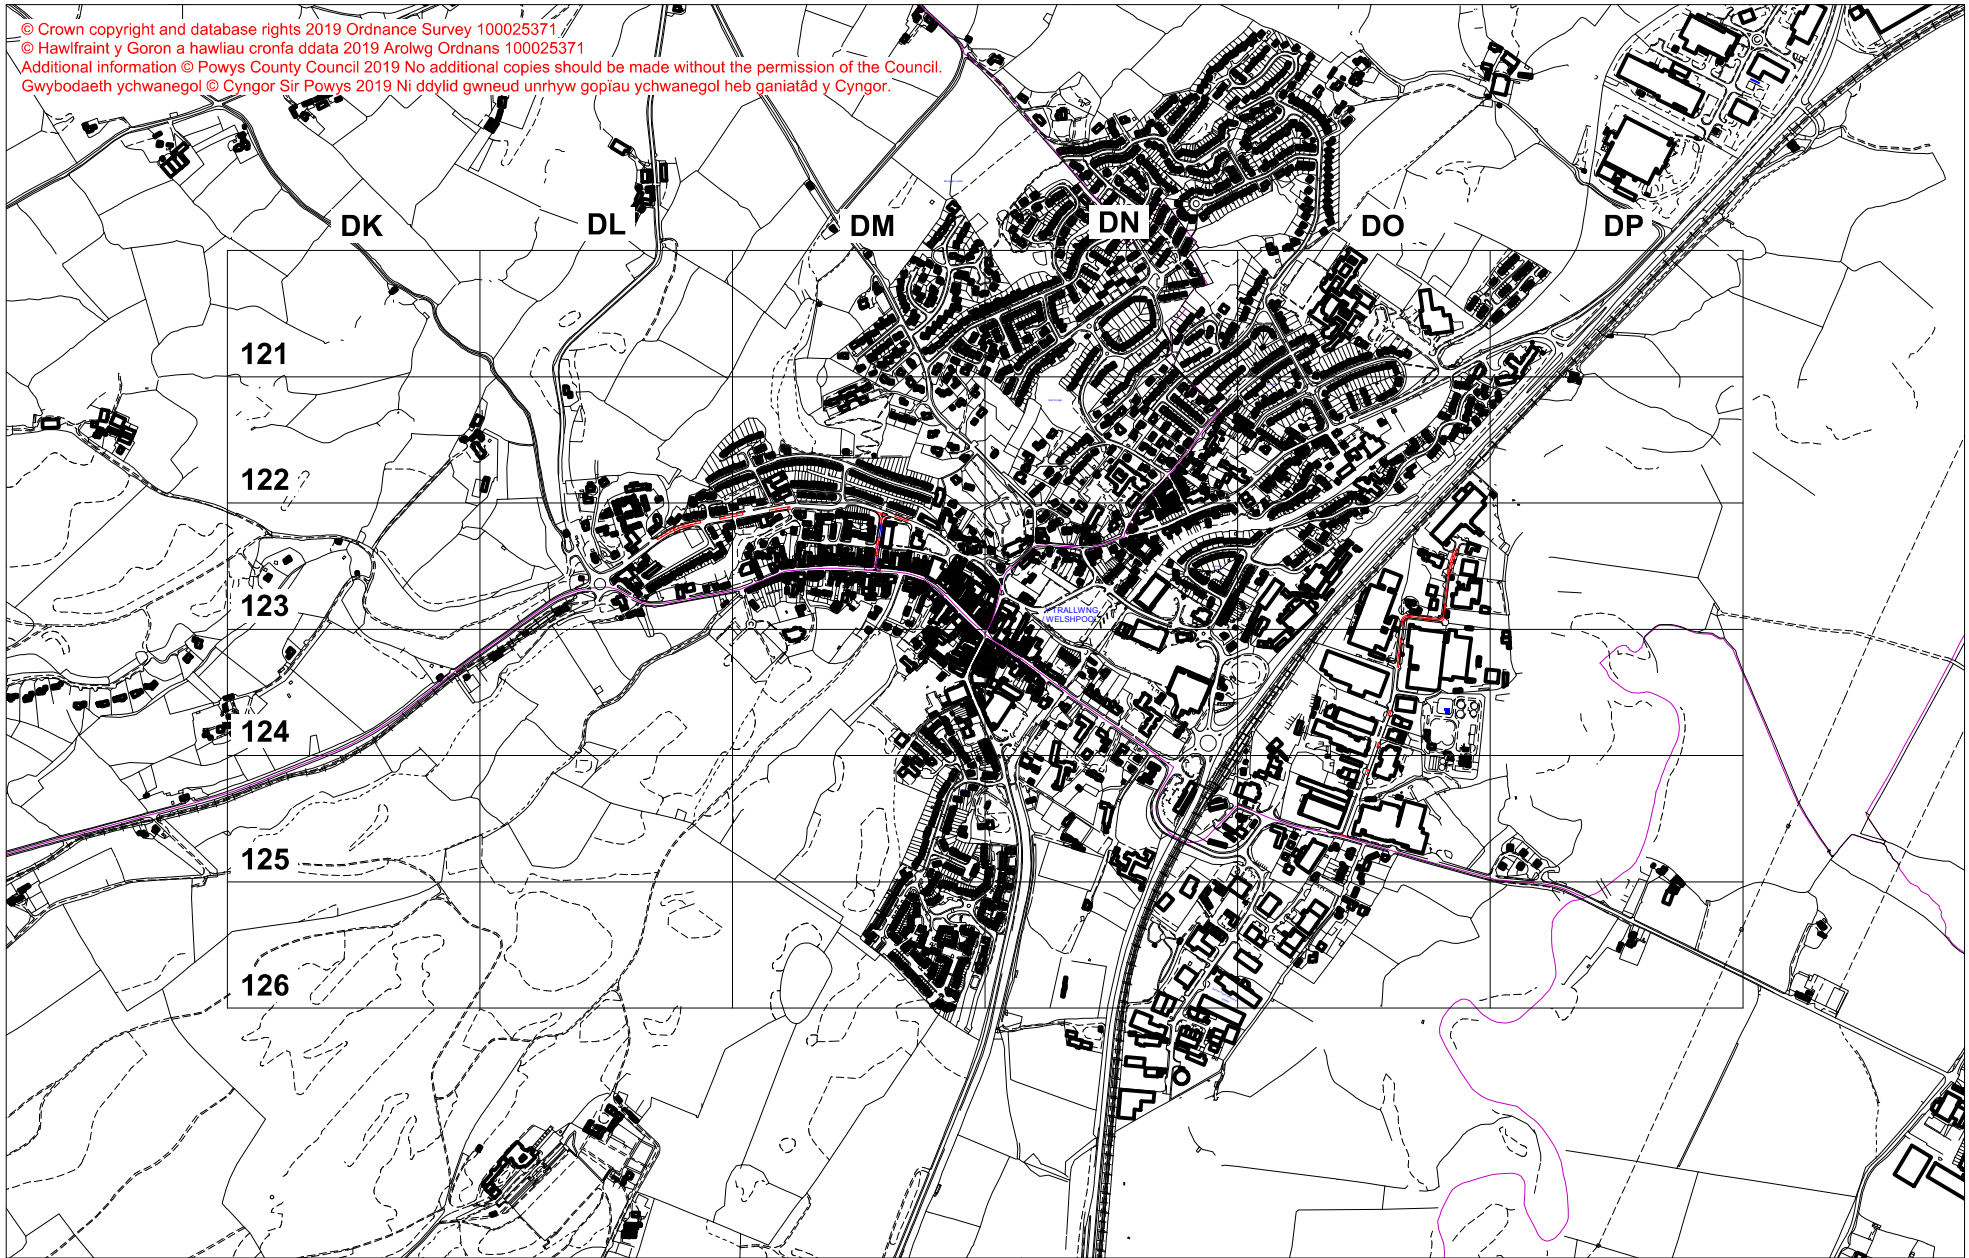 © Crown copyright and database rights 2019 Ordnance Survey 100025371
© Hawlfraint y Goron a hawliau cronfa ddata 2019 Arolwg Ordnans 100025371
Additional information © Powys County Council 2019 No additional copies should be made without the permission of the Council.
Gwybodaeth ychwanegol © Cyngor Sir Powys 2019 Ni ddylid gwneud unrhyw gopïau ychwanegol heb ganiatâd y Cyngor.
DK DL DM DN DO DP
121
122
123
TRALLWNG
WELSHPOOL
124
125
126